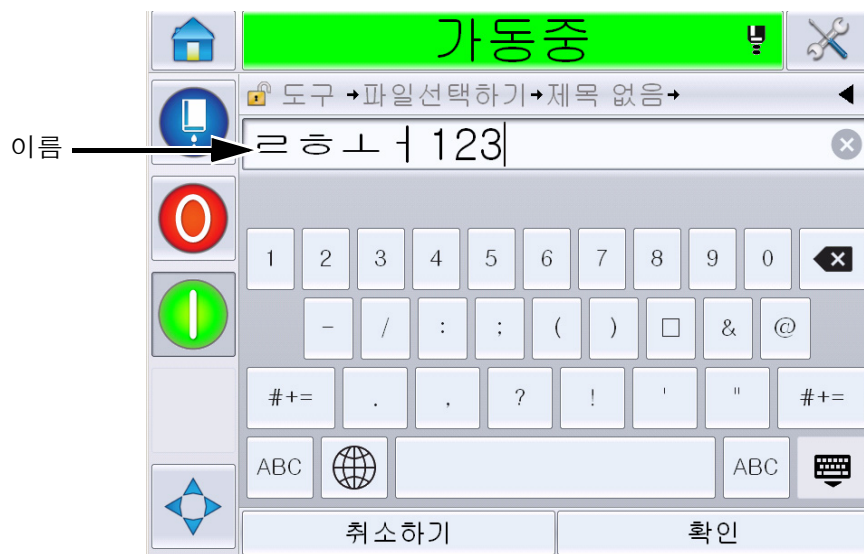 가동중
도구 →파일선택하기→제목 없음→
이름
ㄹㅎㅗㅓ123
1 2 3 4 5 6 7 8 9 0
- / : ; ( ) □ & @
#+= . , ? ! ' " #+=
ABC ABC
취소하기 확인